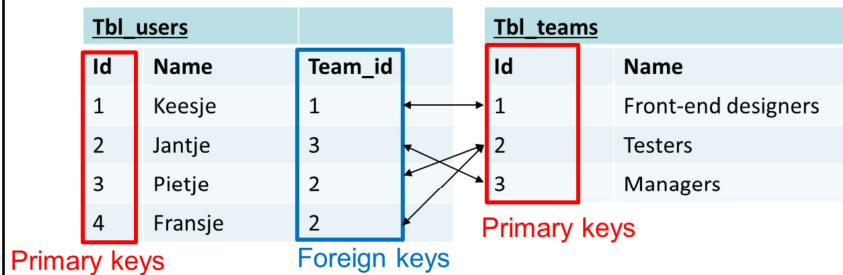 Tbl_users Tbl_teams
Id Name Team_id Id Name
1 Keesje 1 1 Front-end designers
2 Jantje 3 2 Testers
3 Pietje 2 3 Managers
4 Fransje 2
Primary keys Foreign keys Primary keys